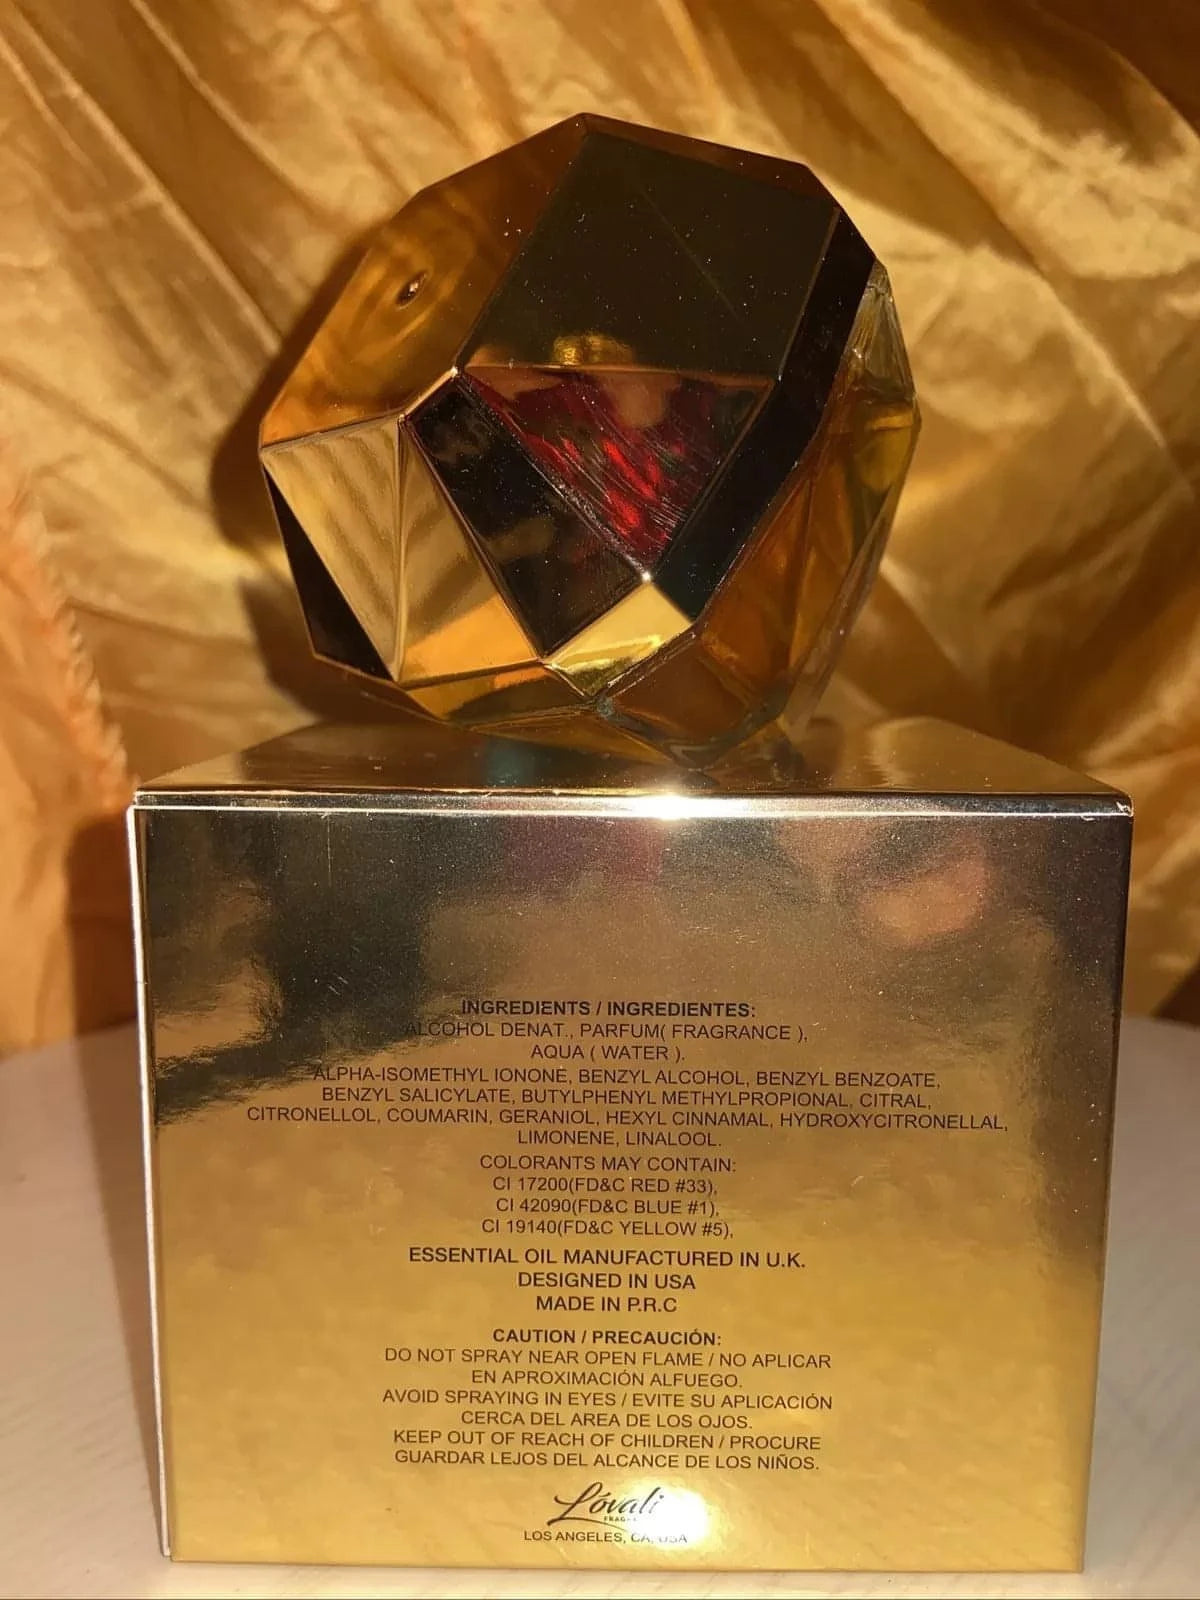 INGREDIENTS / INGREDIENTES:
ALCOHOL DENAT., PARFUM( FRAGRANCE ),
AQUA ( WATER ).
ALPHA-ISOMETHYL IONONE, BENZYL ALCOHOL, BENZYL BENZOATE,
BENZYL SALICYLATE, BUTYLPHENYL METHYLPROPIONAL, CITRAL,
CITRONELLOL, COUMARIN, GERANIOL, HEXYL CINNAMAL, HYDROXYCITRONELLAL,
LIMONENE, LINALOOL.
COLORANTS MAY CONTAIN:
CI 17200(FD&C RED #33),
CI 42090(FD&C BLUE #1),
CI 19140(FD&C YELLOW #5),
ESSENTIAL OIL MANUFACTURED IN U.K.
DESIGNED IN USA
MADE IN P.R.C
CAUTION / PRECAUCIÓN:
DO NOT SPRAY NEAR OPEN FLAME / NO APLICAR
EN APROXIMACIÓN ALFUEGO.
AVOID SPRAYING IN EYES / EVITE SU APLICACIÓN
CERCA DEL AREA DE LOS OJOS.
KEEP OUT OF REACH OF CHILDREN / PROCURE
GUARDAR LEJOS DEL ALCANCE DE LOS NIÑOS.
Lóvali
LOS ANGELES, CA, USA